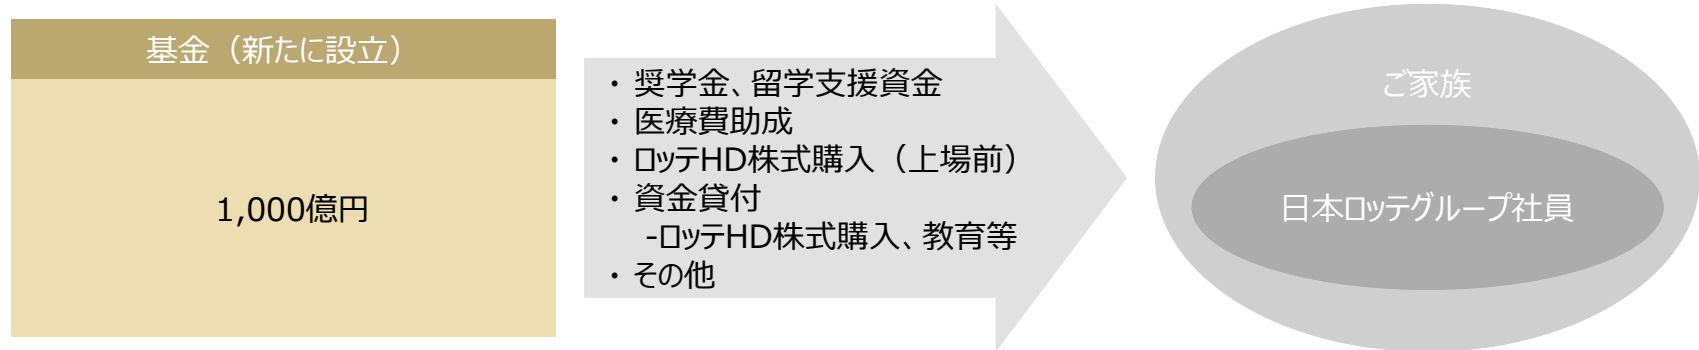 基金（新たに設立）
1,000億円
・ 奨学金、留学支援資金
・ 医療費助成
・ ロッテHD株式購入（上場前）
・ 資金貸付
-ロッテHD株式購入、教育等
・ その他
ご家族
日本ロッテグループ社員